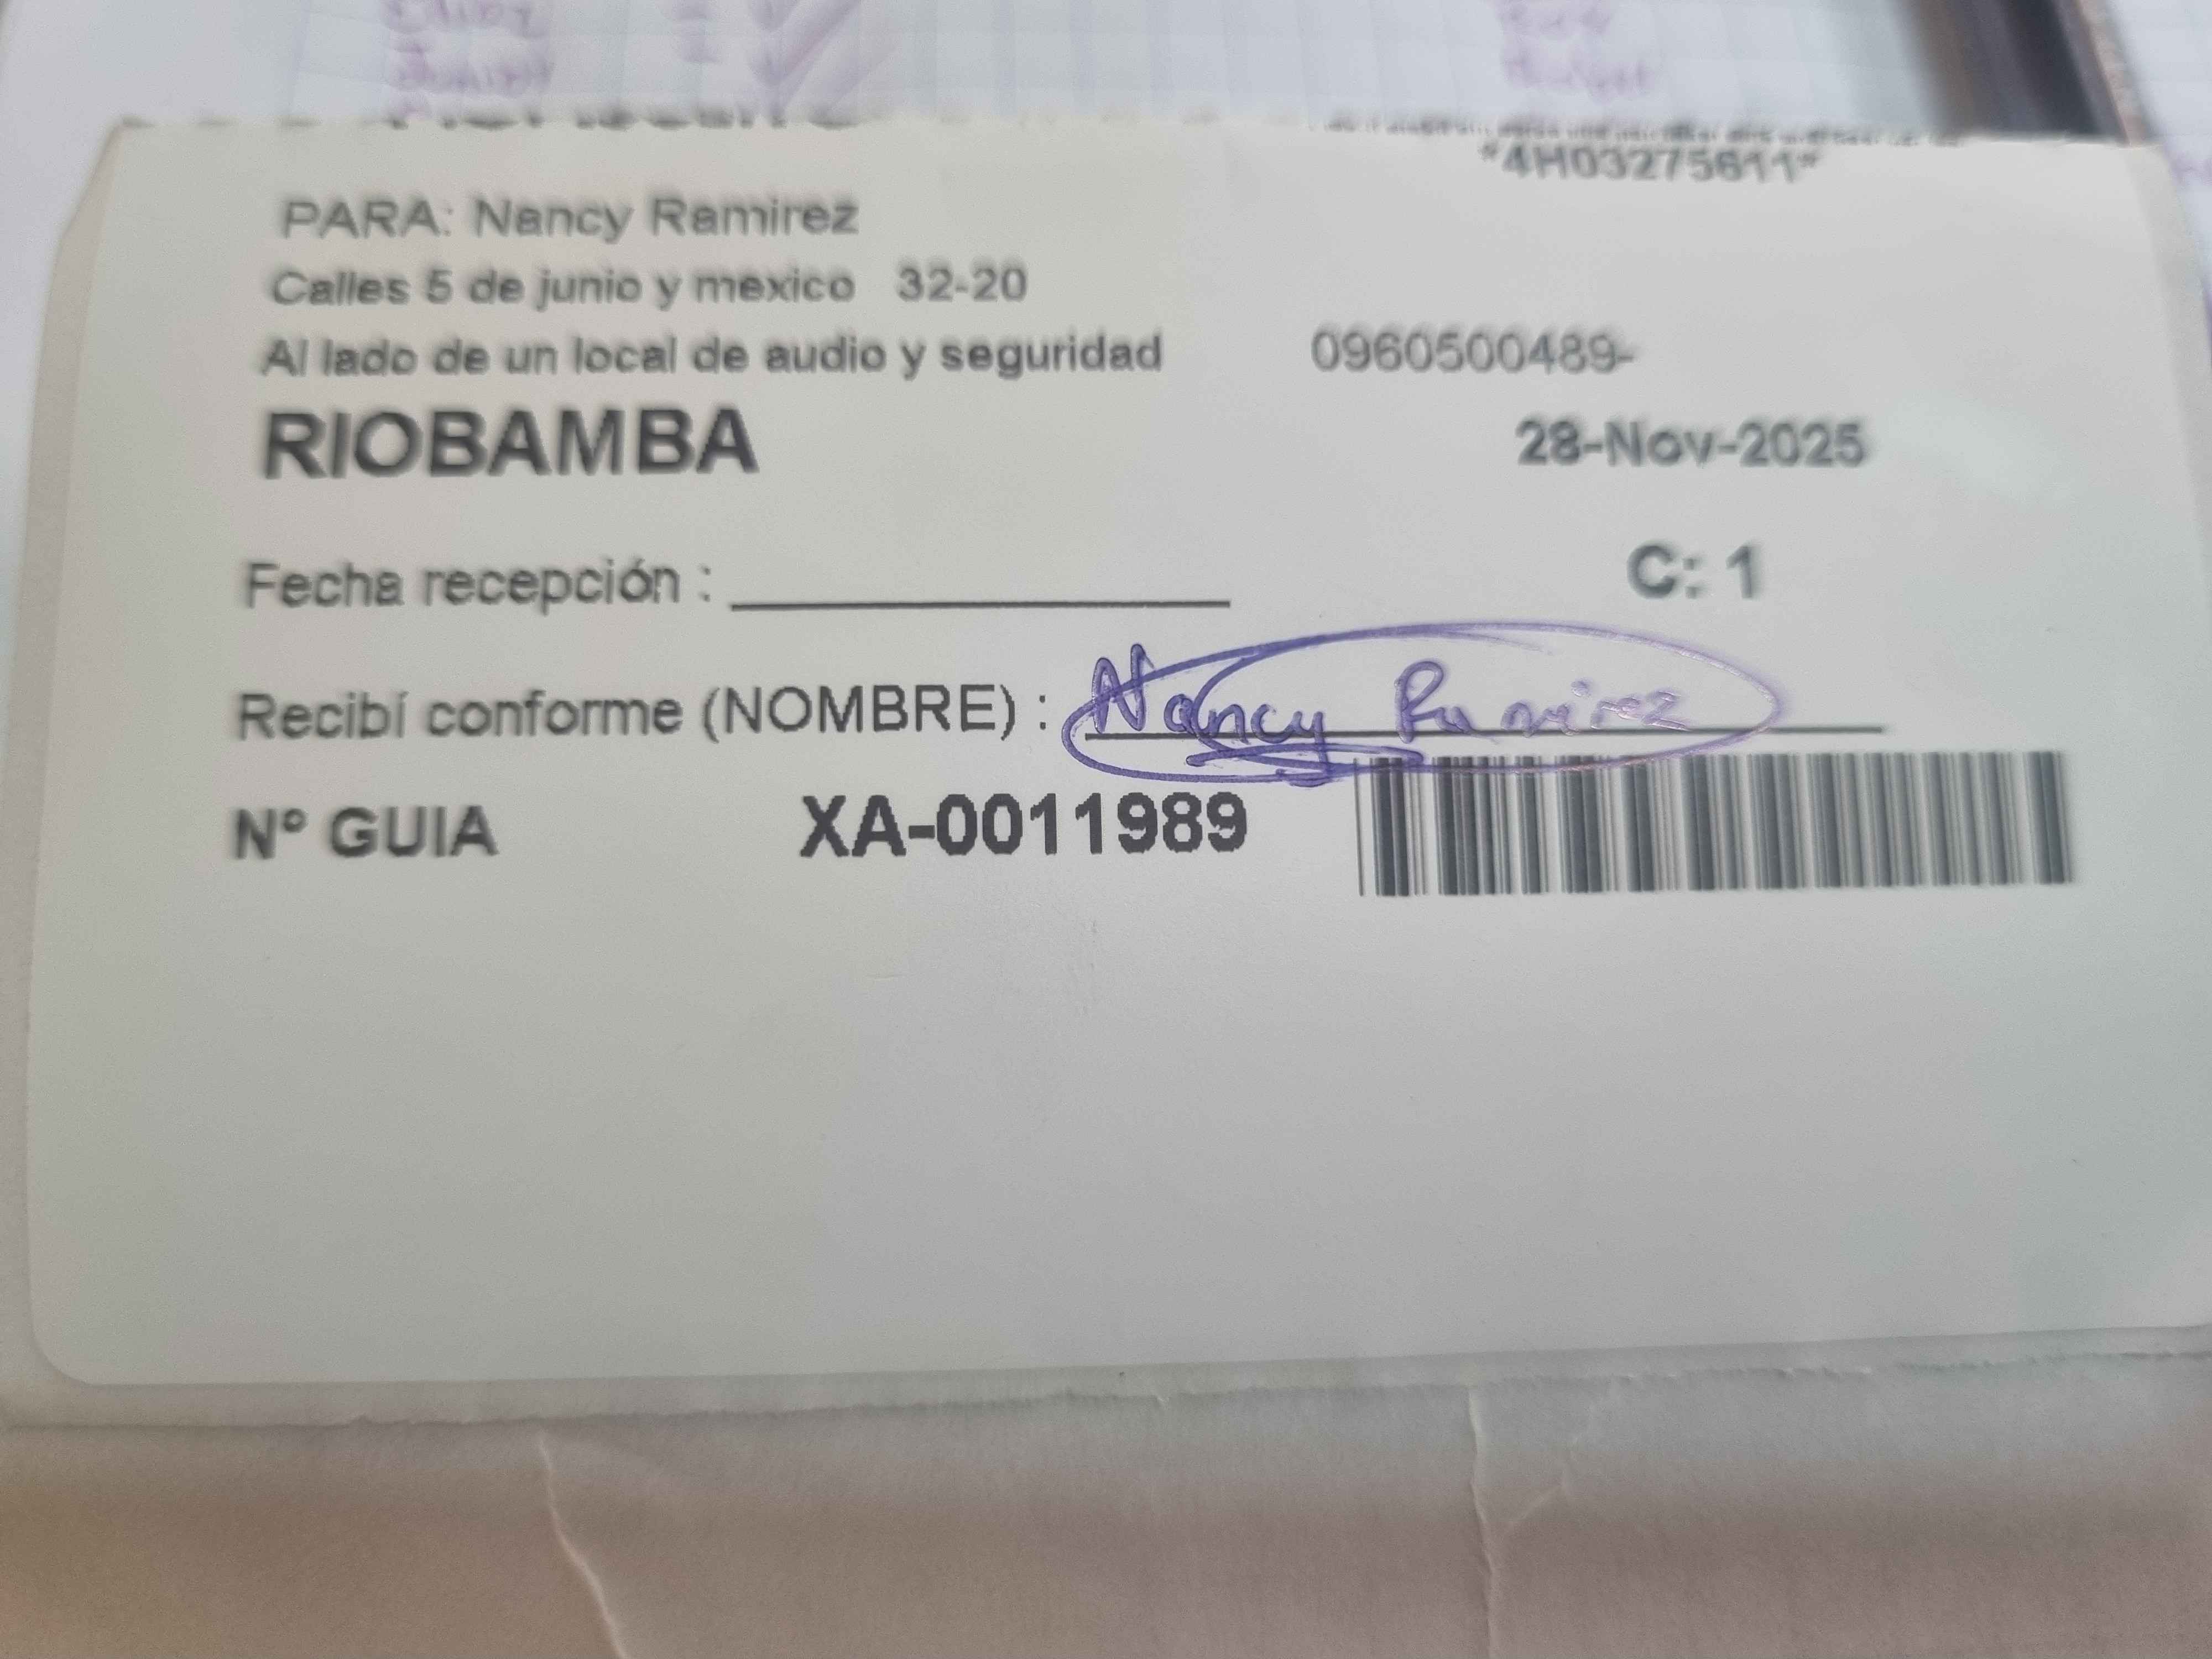 *4H03275611*
PARA: Nancy Ramirez
Calles 5 de junio y mexico 32-20
Al lado de un local de audio y seguridad 0960500489-
RIOBAMBA 28-Nov-2025
Fecha recepción : C: 1
Recibí conforme (NOMBRE) : Nancy Ramirez
Nº GUIA XA-0011989